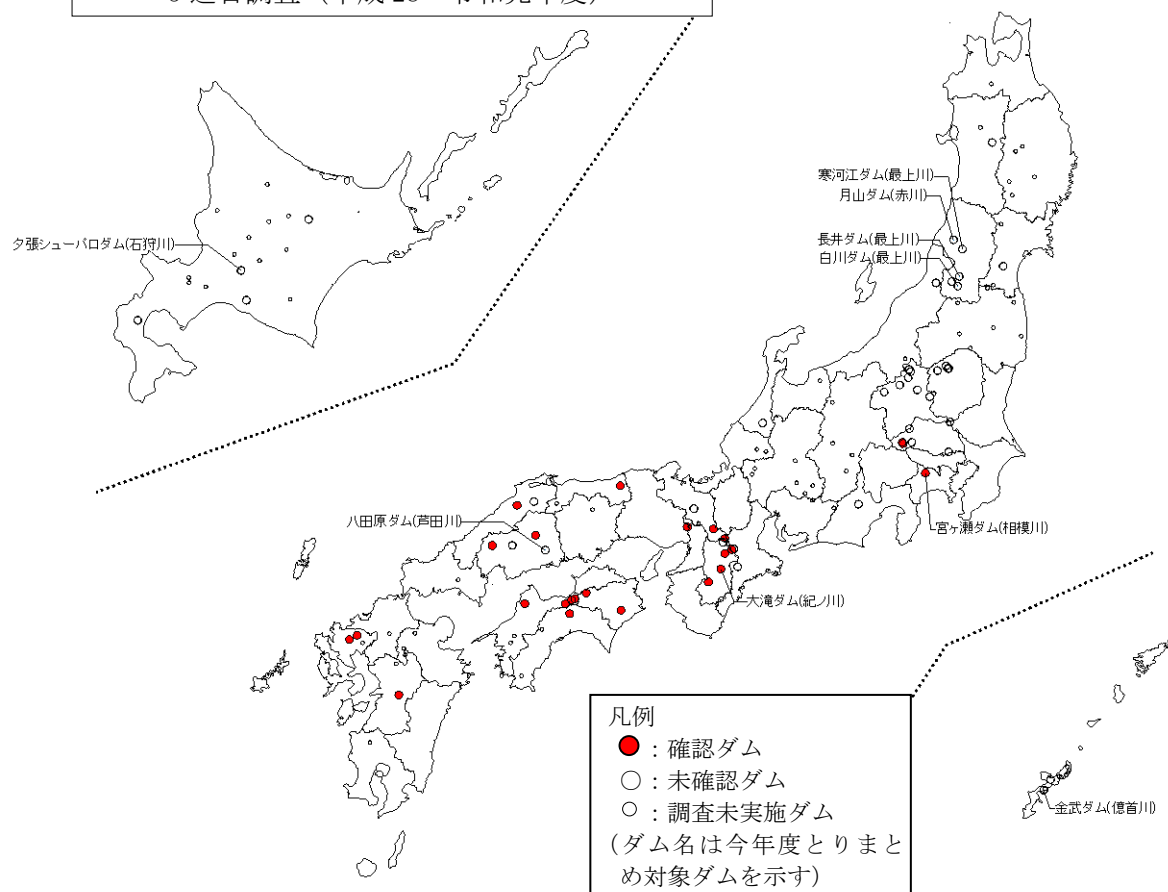 寒河江ダム(最上川)
月山ダム(赤川)
夕張シューパロダム(石狩川)
長井ダム(最上川)
白川ダム(最上川)
八田原ダム(芦田川)
宮ヶ瀬ダム(相模川)
大滝ダム(紀ノ川)
凡例
：確認ダム
○：未確認ダム
○：調査未実施ダム
(ダム名は今年度とりまと
め対象ダムを示す)
金武ダム(億首川)